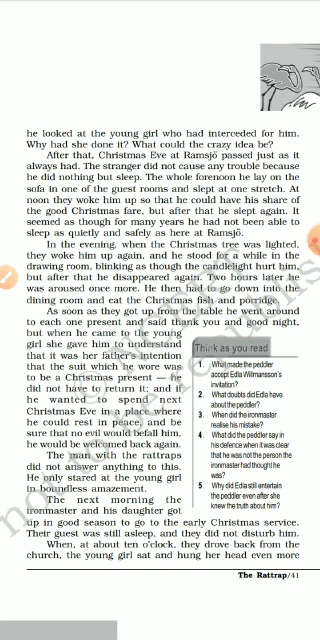 he looked at the young girl who had interceded for him.
Why had she done it? What could the crazy idea be?
After that, Christmas Eve at Ramsjö passed just as it
always had. The stranger did not cause any trouble because
he did nothing but sleep. The whole forenoon he lay on the
sofa in one of the guest rooms and slept at one stretch. At
noon they woke him up so that he could have his share of
the good Christmas fare, but after that he slept again. It
seemed as though for many years he had not been able to
sleep as quietly and safely as here at Ramsjö.
In the evening, when the Christmas tree was lighted,
they woke him up again, and he stood for a while in the
drawing room, blinking as though the candlelight hurt him,
but after that he disappeared again. Two hours later he
was aroused once more. He then had to go down into the
dining room and eat the Christmas fish and porridge.
As soon as they got up from the table he went around
to each one present and said thank you and good night,
but when he came to the young
girl she gave him to understand
that it was her father's intention
that the suit which he wore was
to be a Christmas present — he
did not have to return it; and if
he wanted to spend next
Christmas Eve in a place where
he could rest in peace, and be
sure that no evil would befall him,
he would be welcomed back again.
The man with the rattraps
did not answer anything to this.
He only stared at the young girl
in boundless amazement.
The next morning the
ironmaster and his daughter got
up in good season to go to the early Christmas service.
Their guest was still asleep, and they did not disturb him.
When, at about ten o'clock, they drove back from the
church, the young girl sat and hung her head even more
Think as you read
1. What made the peddler
accept Edla Willmansson's
invitation?
2. What doubts did Edla have
about the peddler?
3. When did the ironmaster
realise his mistake?
4. What did the peddler say in
his defence when it was clear
that he was not the person the
ironmaster had thought he
was?
5. Why did Edla still entertain
the peddler even after she
knew the truth about him?
The Rattrap/41